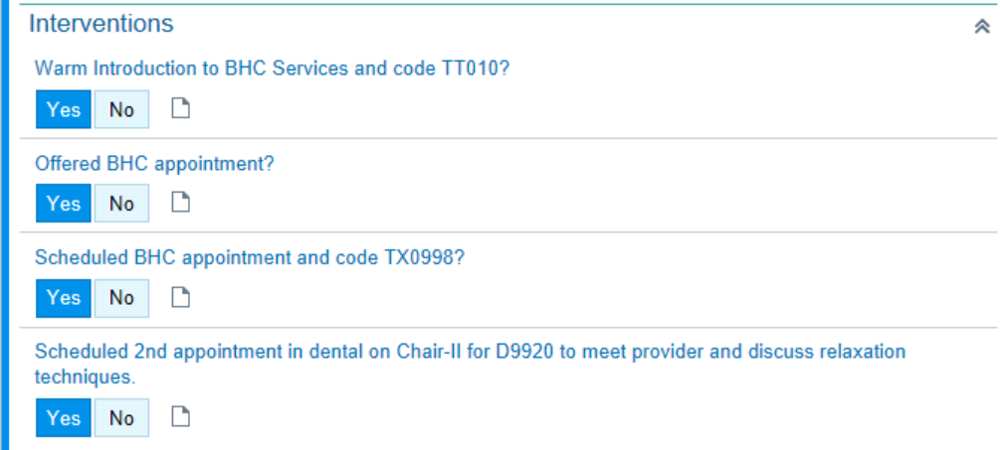 Interventions
Warm Introduction to BHC Services and code TT010?
Yes No
Offered BHC appointment?
Yes No
Scheduled BHC appointment and code TX0998?
Yes No
Scheduled 2nd appointment in dental on Chair-II for D9920 to meet provider and discuss relaxation
techniques.
Yes No